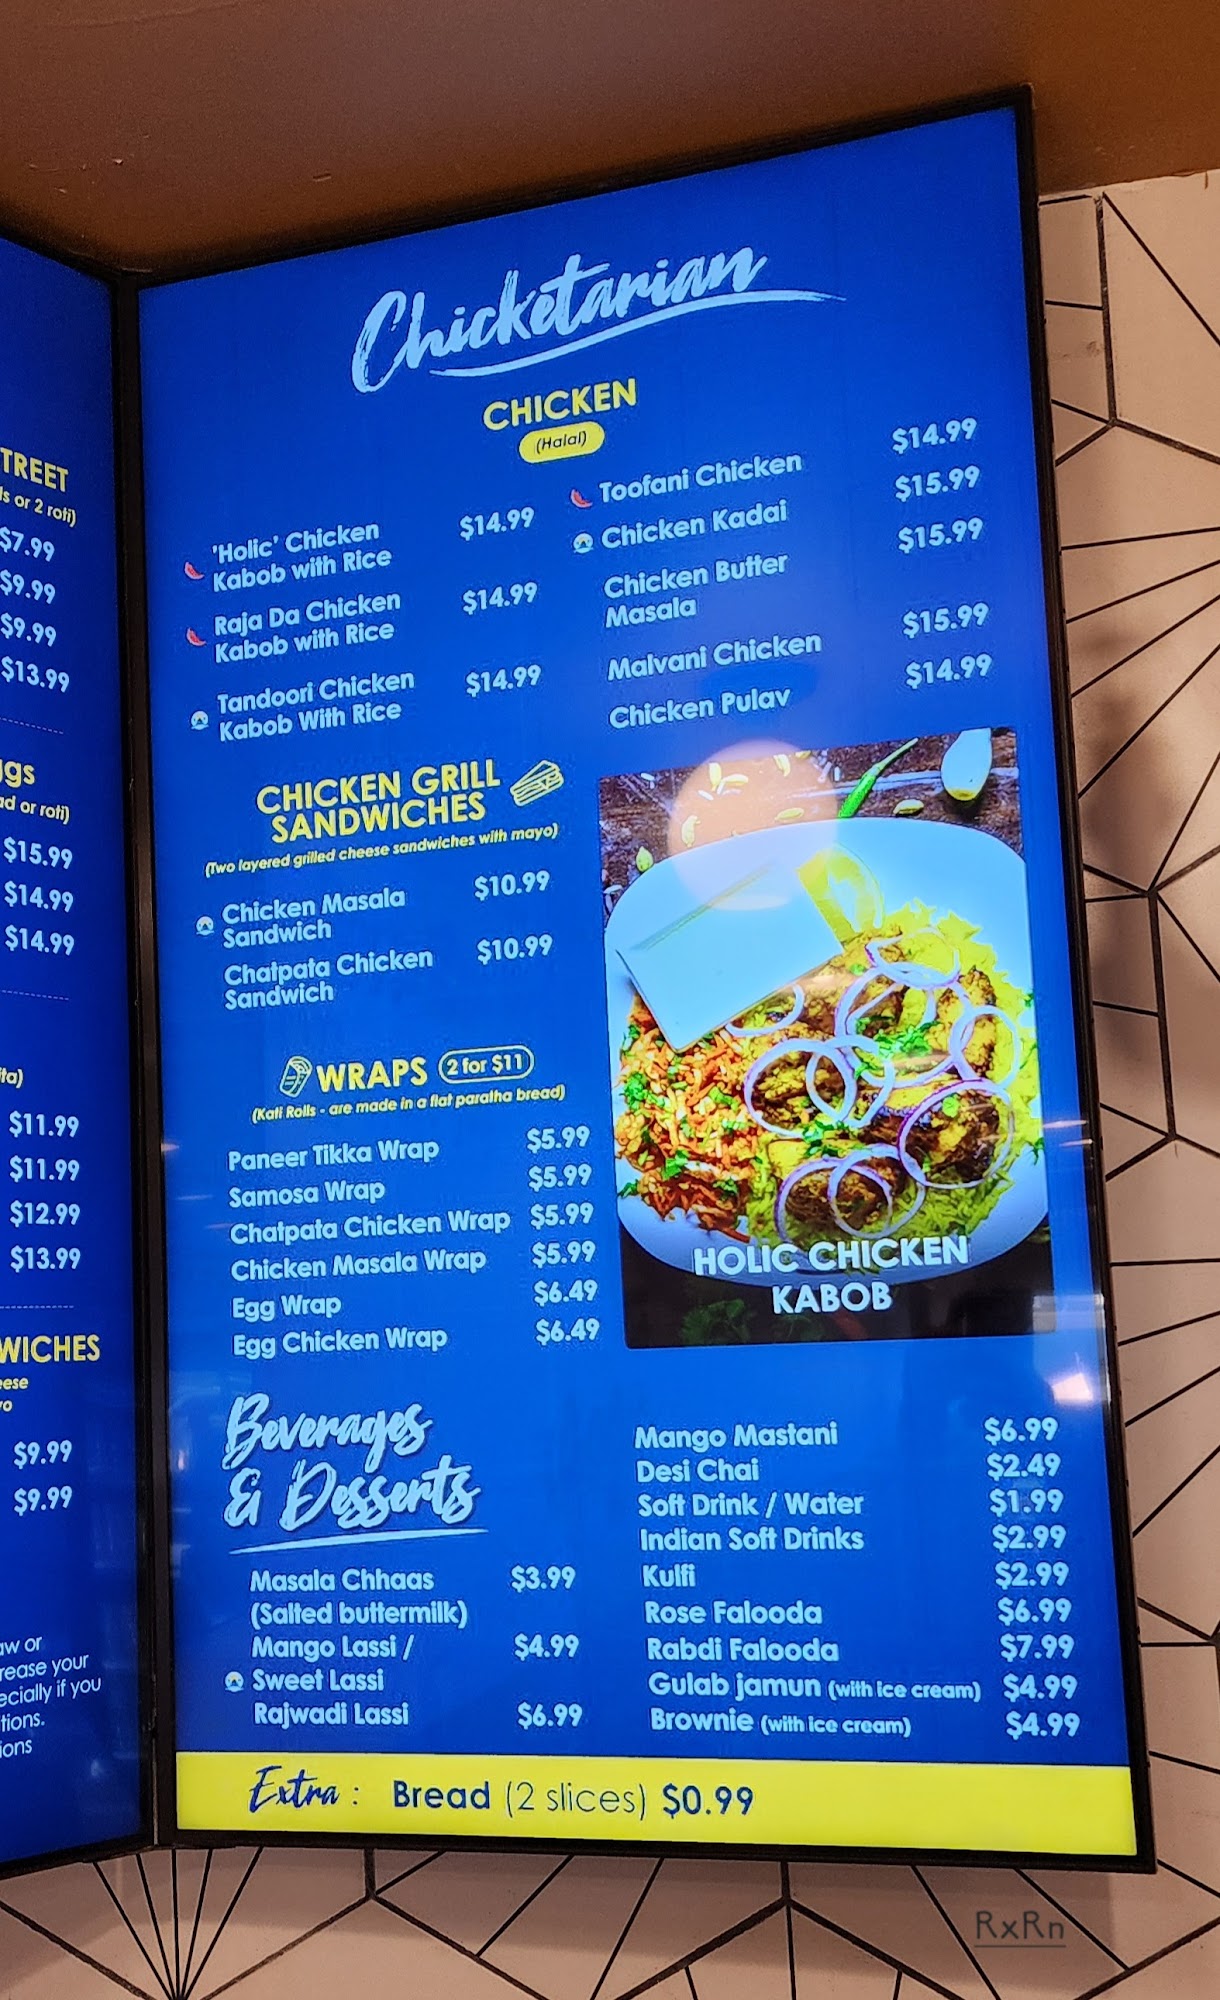 TREET
ls or 2 roti)
$7.99
$9.99
$9.99
$13.99
ggs
ad or roti)
$15.99
$14.99
$14.99
ita)
$11.99
$11.99
$12.99
$13.99
WICHES
eese
yo
$9.99
$9.99
aw or
rease your
ecially if you
tions.
ions
Chicketarian
CHICKEN
(Halal)
'Holic' Chicken $14.99
Kabob with Rice
Raja Da Chicken $14.99
Kabob with Rice
Tandoori Chicken $14.99
Kabob With Rice
Toofani Chicken $14.99
Chicken Kadai $15.99
Chicken Butter $15.99
Masala
Malvani Chicken $15.99
Chicken Pulav $14.99
CHICKEN GRILL
SANDWICHES
(Two layered grilled cheese sandwiches with mayo)
Chicken Masala $10.99
Sandwich
Chatpata Chicken $10.99
Sandwich
WRAPS 2 for $11
(Kati Rolls - are made in a flat paratha bread)
Paneer Tikka Wrap $5.99
Samosa Wrap $5.99
Chatpata Chicken Wrap $5.99
Chicken Masala Wrap $5.99
Egg Wrap $6.49
Egg Chicken Wrap $6.49
HOLIC CHICKEN
KABOB
Beverages
& Desserts
Masala Chhaas $3.99
(Salted buttermilk)
Mango Lassi / $4.99
Sweet Lassi
Rajwadi Lassi $6.99
Mango Mastani $6.99
Desi Chai $2.49
Soft Drink / Water $1.99
Indian Soft Drinks $2.99
Kulfi $2.99
Rose Falooda $6.99
Rabdi Falooda $7.99
Gulab jamun (with ice cream) $4.99
Brownie (with ice cream) $4.99
Extra : Bread (2 slices) $0.99
RxRn